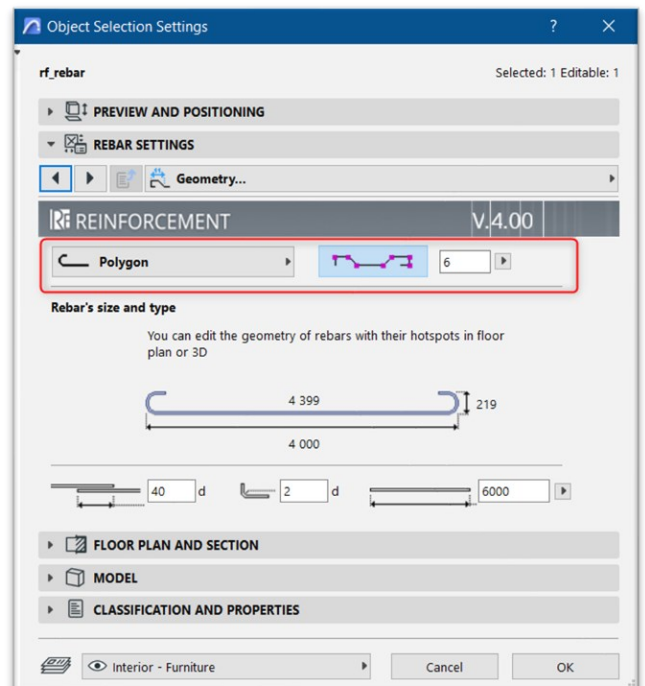 Object Selection Settings ? ×
rf_rebar Selected: 1 Editable: 1
PREVIEW AND POSITIONING
REBAR SETTINGS
Geometry...
REINFORCEMENT V.4.00
Polygon 6
Rebar's size and type
You can edit the geometry of rebars with their hotspots in floor
plan or 3D
4 399
219
4 000
40 d 2 d 6000
FLOOR PLAN AND SECTION
MODEL
CLASSIFICATION AND PROPERTIES
Interior - Furniture Cancel OK